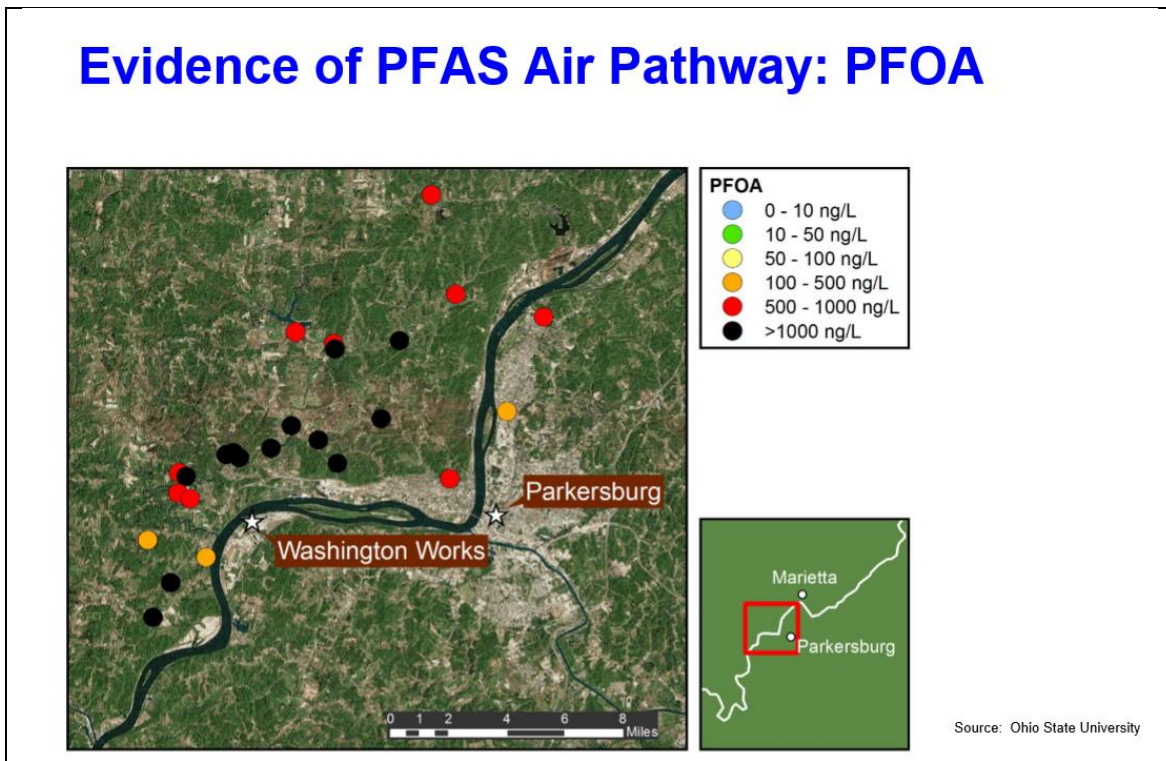 Evidence of PFAS Air Pathway: PFOA
PFOA
0 - 10 ng/L
10 - 50 ng/L
50 - 100 ng/L
100 - 500 ng/L
500 - 1000 ng/L
>1000 ng/L
Parkersburg
Washington Works
0 1 2 4 6 8
Miles
Marietta
Parkersburg
Source: Ohio State University